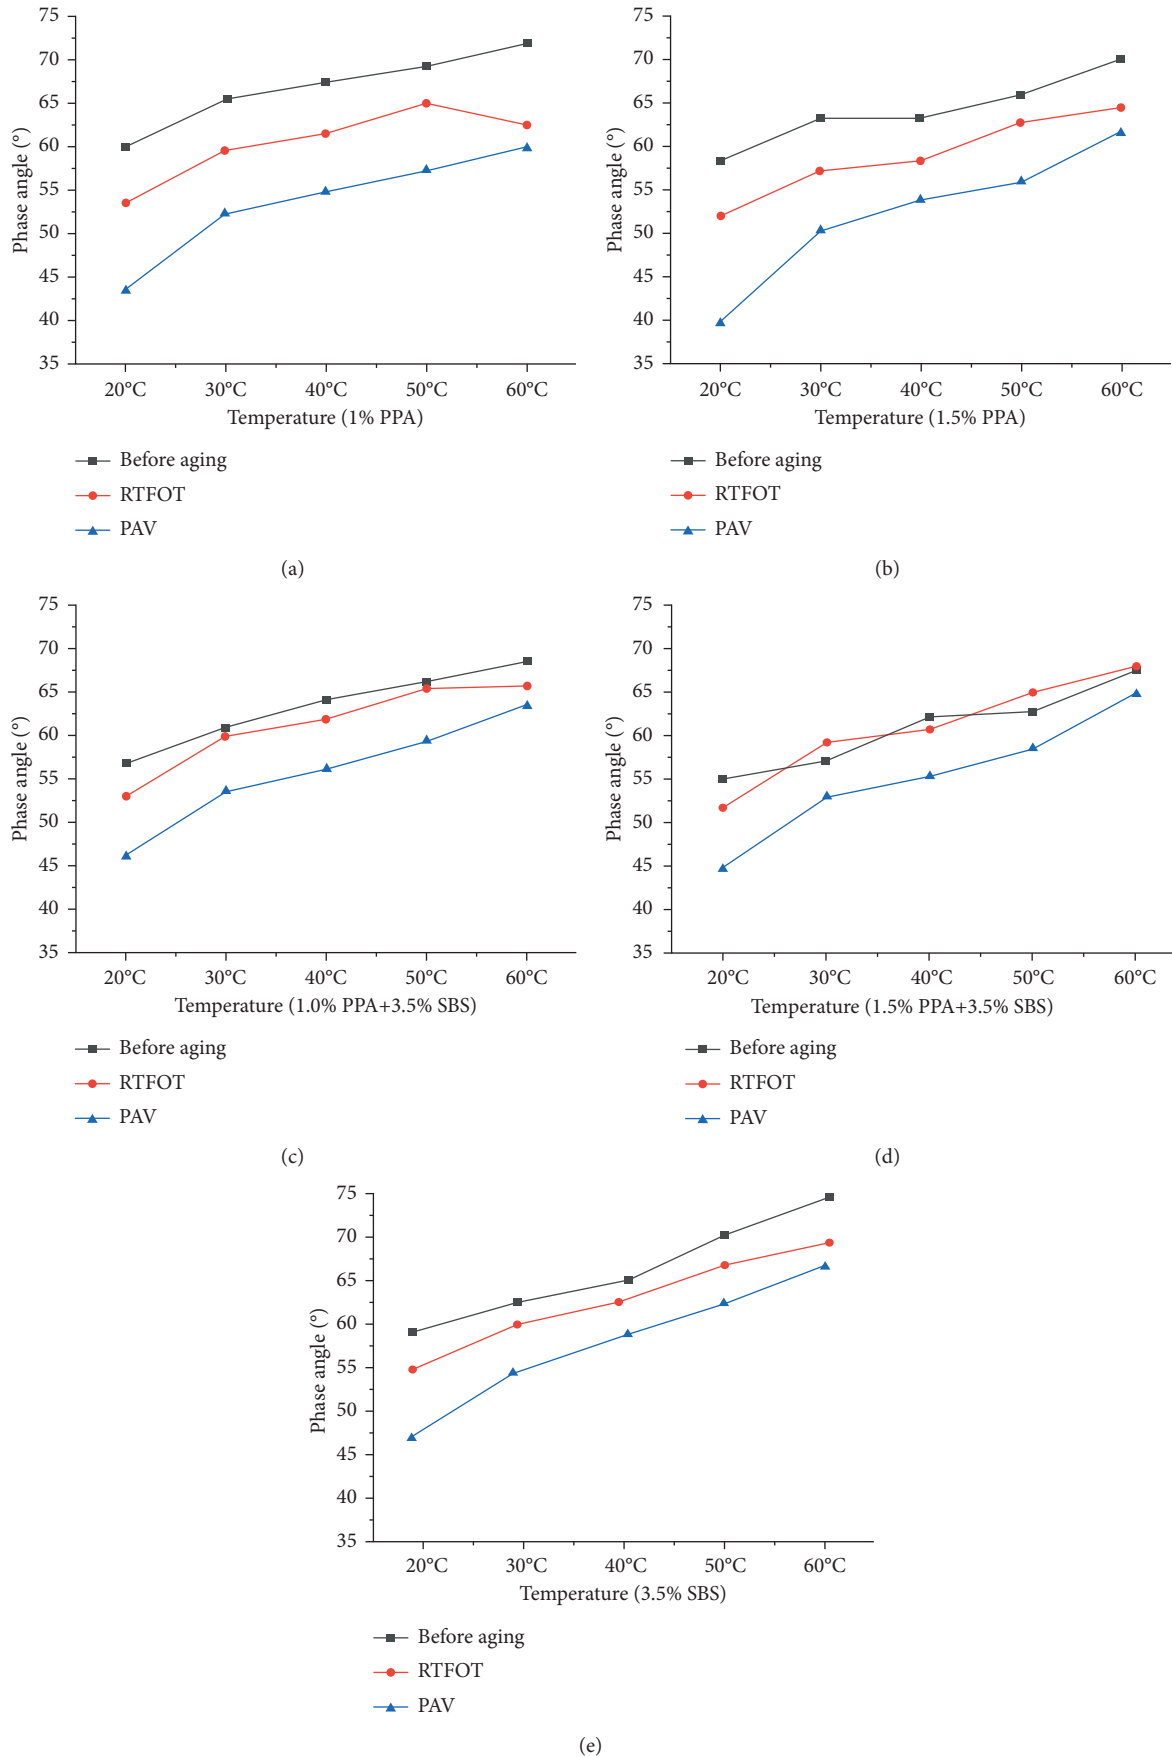 75
70
65
60
55
50
45
40
35
Phase angle (°)
20°C 30°C 40°C 50°C 60°C
Temperature (1% PPA)
Before aging
RTFOT
PAV
(a)
75
70
65
60
55
50
45
40
35
Phase angle (°)
20°C 30°C 40°C 50°C 60°C
Temperature (1.5% PPA)
Before aging
RTFOT
PAV
(b)
75
70
65
60
55
50
45
40
35
Phase angle (°)
20°C 30°C 40°C 50°C 60°C
Temperature (1.0% PPA+3.5% SBS)
Before aging
RTFOT
PAV
(c)
75
70
65
60
55
50
45
40
35
Phase angle (°)
20°C 30°C 40°C 50°C 60°C
Temperature (1.5% PPA+3.5% SBS)
Before aging
RTFOT
PAV
(d)
75
70
65
60
55
50
45
40
35
Phase angle (°)
20°C 30°C 40°C 50°C 60°C
Temperature (3.5% SBS)
Before aging
RTFOT
PAV
(e)